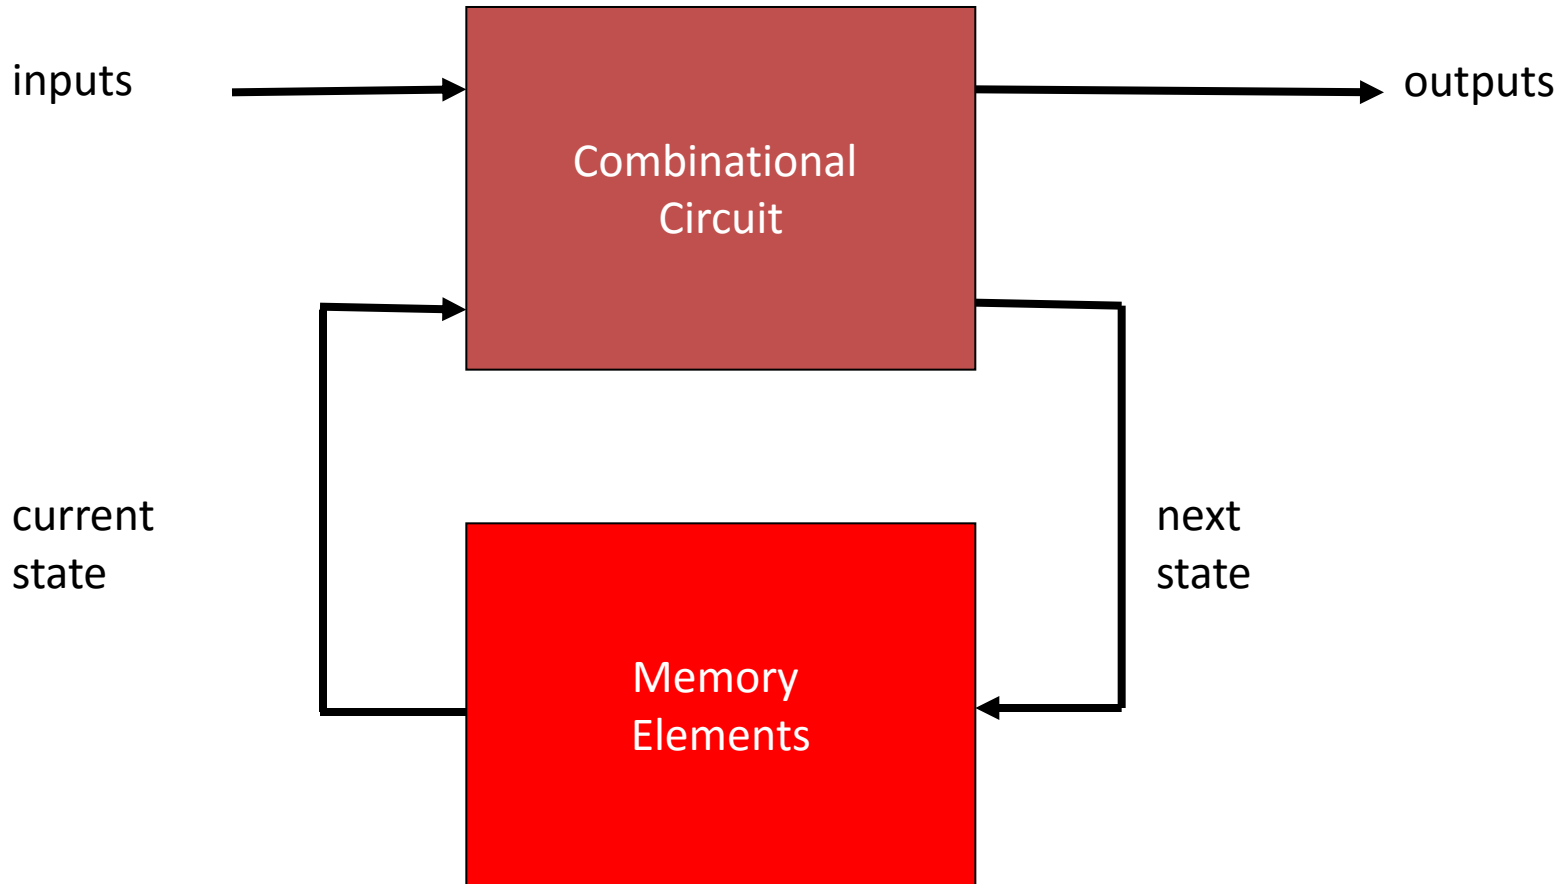 inputs
outputs
Combinational
Circuit
current
state
next
state
Memory
Elements